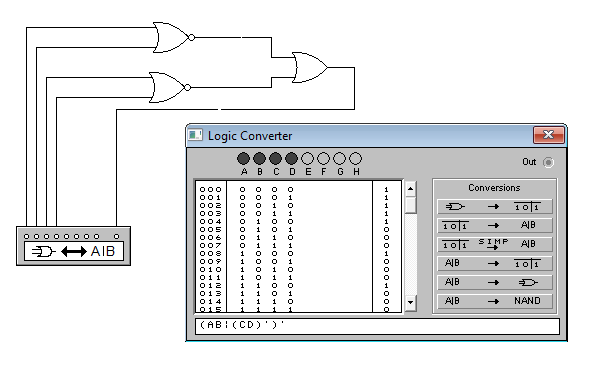 Logic Converter
Out
A B C D E F G H
000 0 0 0 0 1
001 0 0 0 1 1
002 0 0 1 0 1
003 0 0 1 1 1
004 0 1 0 0 1
005 0 1 0 1 0
006 0 1 1 0 0
007 0 1 1 1 0
008 1 0 0 0 1
009 1 0 0 1 0
010 1 0 1 0 0
011 1 0 1 1 0
012 1 1 0 0 1
013 1 1 0 1 0
014 1 1 1 0 0
015 1 1 1 1 0
Conversions
→ 1 0 | 1
1 0 | 1 → A|B
1 0 | 1 SIMP → A|B
A|B → 1 0 | 1
A|B →
A|B → NAND
(AB¦(CD)')'
A|B